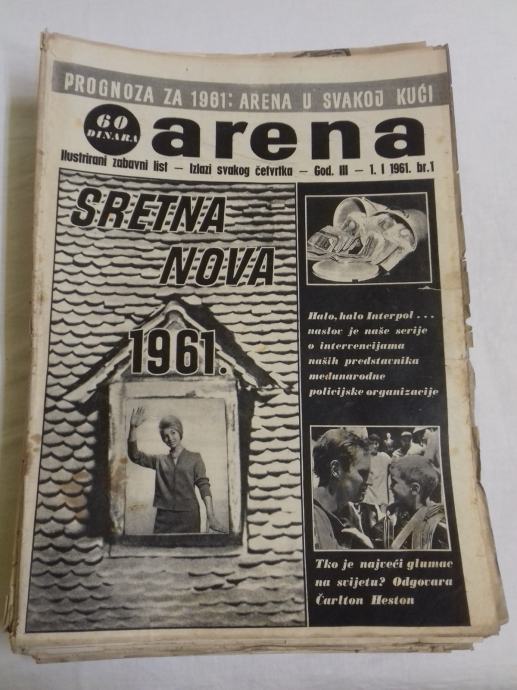 PROGNOZA ZA 1961: ARENA U SVAKOJ KUĆI
60
DINARA
arena
Ilustrirani zabavni list — Izlazi svakog četvrtka — God. III — 1. I 1961. br. 1
SRETNA
NOVA
1961.
Halo, halo Interpol . . .
naslov je naše serije
o intervencijama
naših predstavnika
međunarodne
policijske organizacije
Tko je najveći glumac
na svijetu? Odgovara
Čarlton Heston